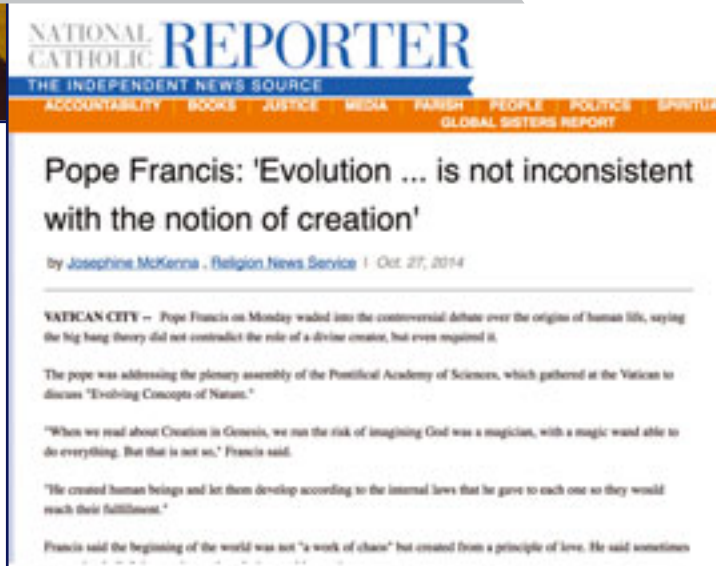 NATIONAL
CATHOLIC REPORTER
THE INDEPENDENT NEWS SOURCE
ACCOUNTABILITY BOOKS JUSTICE MEDIA PARISH PEOPLE POLITICS SPIRITUA
GLOBAL SISTERS REPORT
Pope Francis: 'Evolution ... is not inconsistent
with the notion of creation'
by Josephine McKenna , Religion News Service | Oct. 27, 2014
VATICAN CITY -- Pope Francis on Monday waded into the controversial debate over the origins of human life, saying
the big bang theory did not contradict the role of a divine creator, but even required it.
The pope was addressing the plenary assembly of the Pontifical Academy of Sciences, which gathered at the Vatican to
discuss "Evolving Concepts of Nature."
"When we read about Creation in Genesis, we run the risk of imagining God was a magician, with a magic wand able to
do everything. But that is not so," Francis said.
"He created human beings and let them develop according to the internal laws that he gave to each one so they would
reach their fulfillment."
Francis said the beginning of the world was not "a work of chaos" but created from a principle of love. He said sometimes